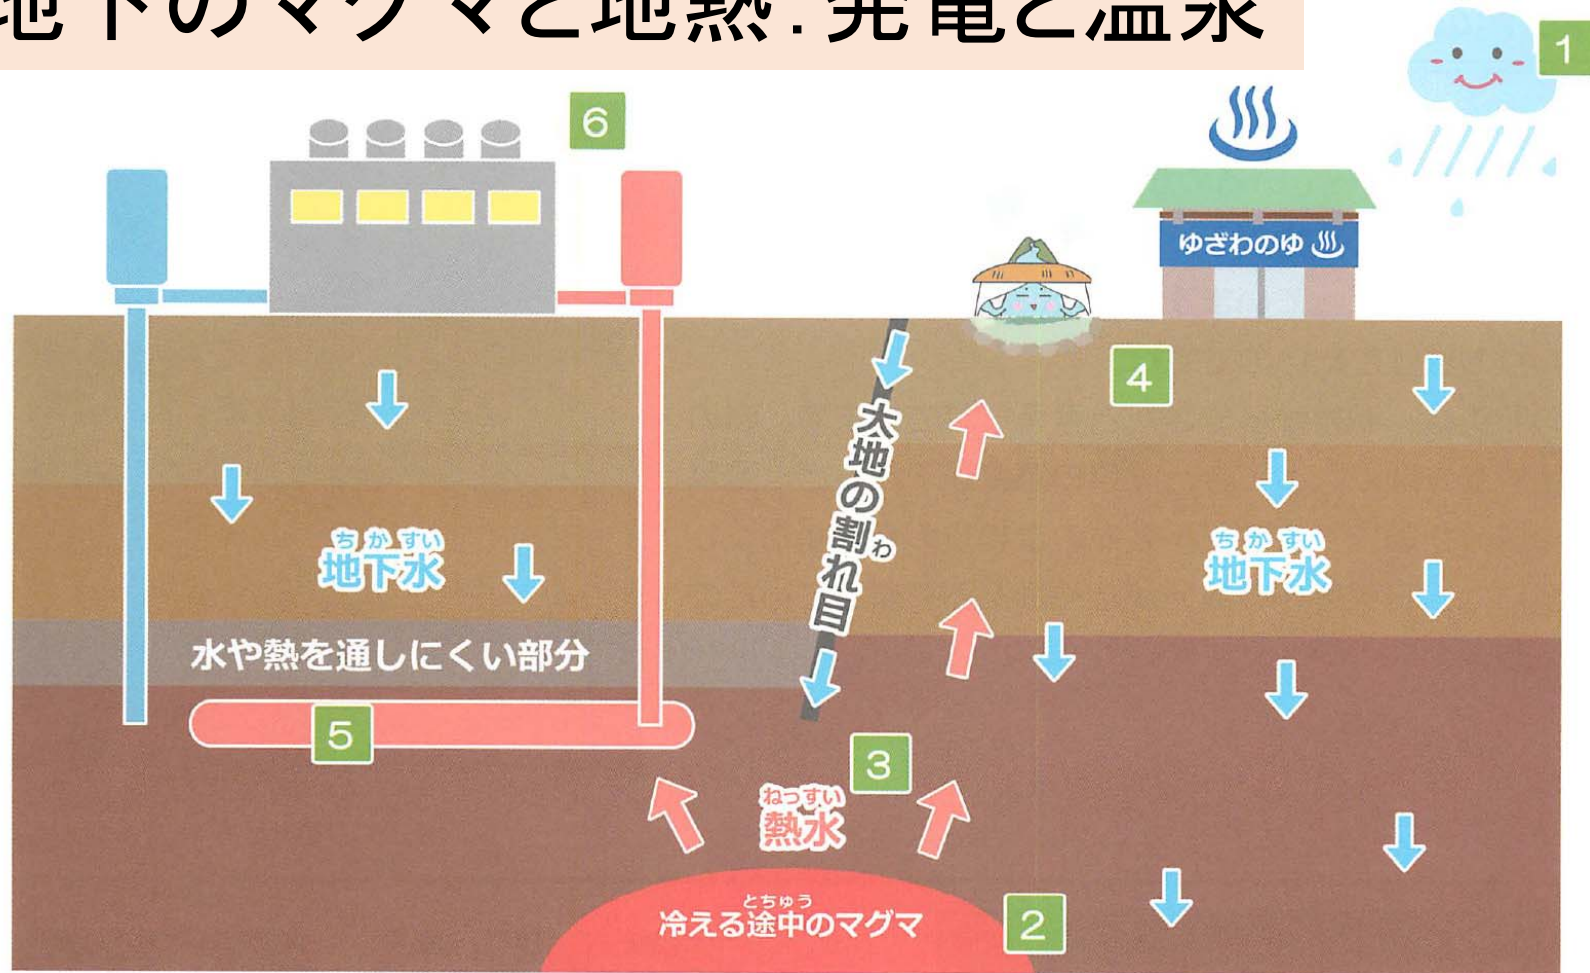 地下のマグマと地熱：発電と温泉
1
6
ゆざわのゆ
4
大地の割れ目
わ
ちかすい
地下水
ちかすい
地下水
水や熱を通しにくい部分
5
3
ねっすい
熱水
とちゅう
冷える途中のマグマ
2